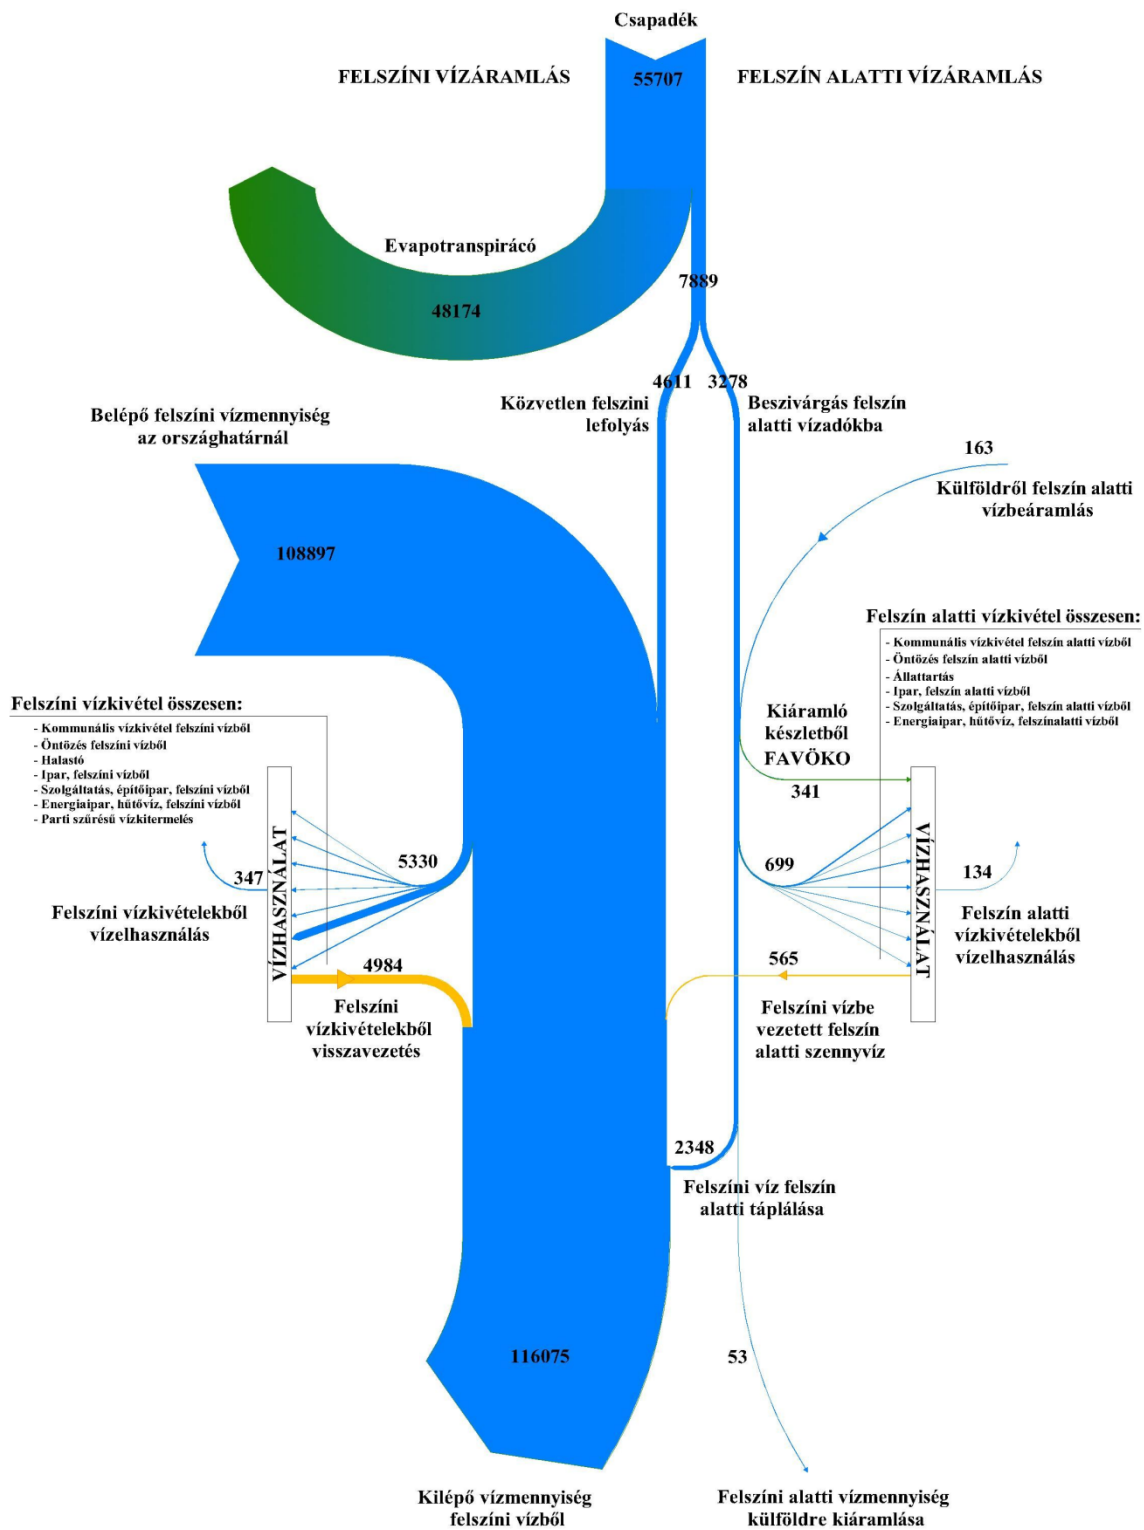 Csapadék
FELSZÍNI VÍZÁRAMLÁS
55707
FELSZÍN ALATTI VÍZÁRAMLÁS
Evapotranspiráció
48174
7889
4611
3278
Közvetlen felszini
lefolyás
Beszivárgás felszín
alatti vízadókba
Belépő felszíni vízmennyiség
az országhatárnál
108897
163
Külföldről felszín alatti
vízbeáramlás
Felszín alatti vízkivétel összesen:
- Kommunális vízkivétel felszín alatti vízből
- Öntözés felszín alatti vízből
- Állattartás
- Ipar, felszín alatti vízből
- Szolgáltatás, építőipar, felszín alatti vízből
- Energiaipar, hűtővíz, felszínalatti vízből
Felszíni vízkivétel összesen:
- Kommunális vízkivétel felszíni vízből
- Öntözés felszíni vízből
- Halastó
- Ipar, felszíni vízből
- Szolgáltatás, építőipar, felszíni vízből
- Energiaipar, hűtővíz, felszíni vízből
- Parti szűrésű vízkitermelés
Kiáramló
készletből
FAVÖKO
341
VÍZHASZNÁLAT
5330
347
Felszíni vízkivételekből
vízelhasználás
4984
Felszíni
vízkivételekből
visszavezetés
699
VÍZHASZNÁLAT
134
Felszín alatti
vízkivételekből
vízelhasználás
565
Felszíni vízbe
vezetett felszín
alatti szennyvíz
2348
Felszíni víz felszín
alatti táplálása
116075
53
Kilépő vízmennyiség
felszíni vízből
Felszíni alatti vízmennyiség
külföldre kiáramlása